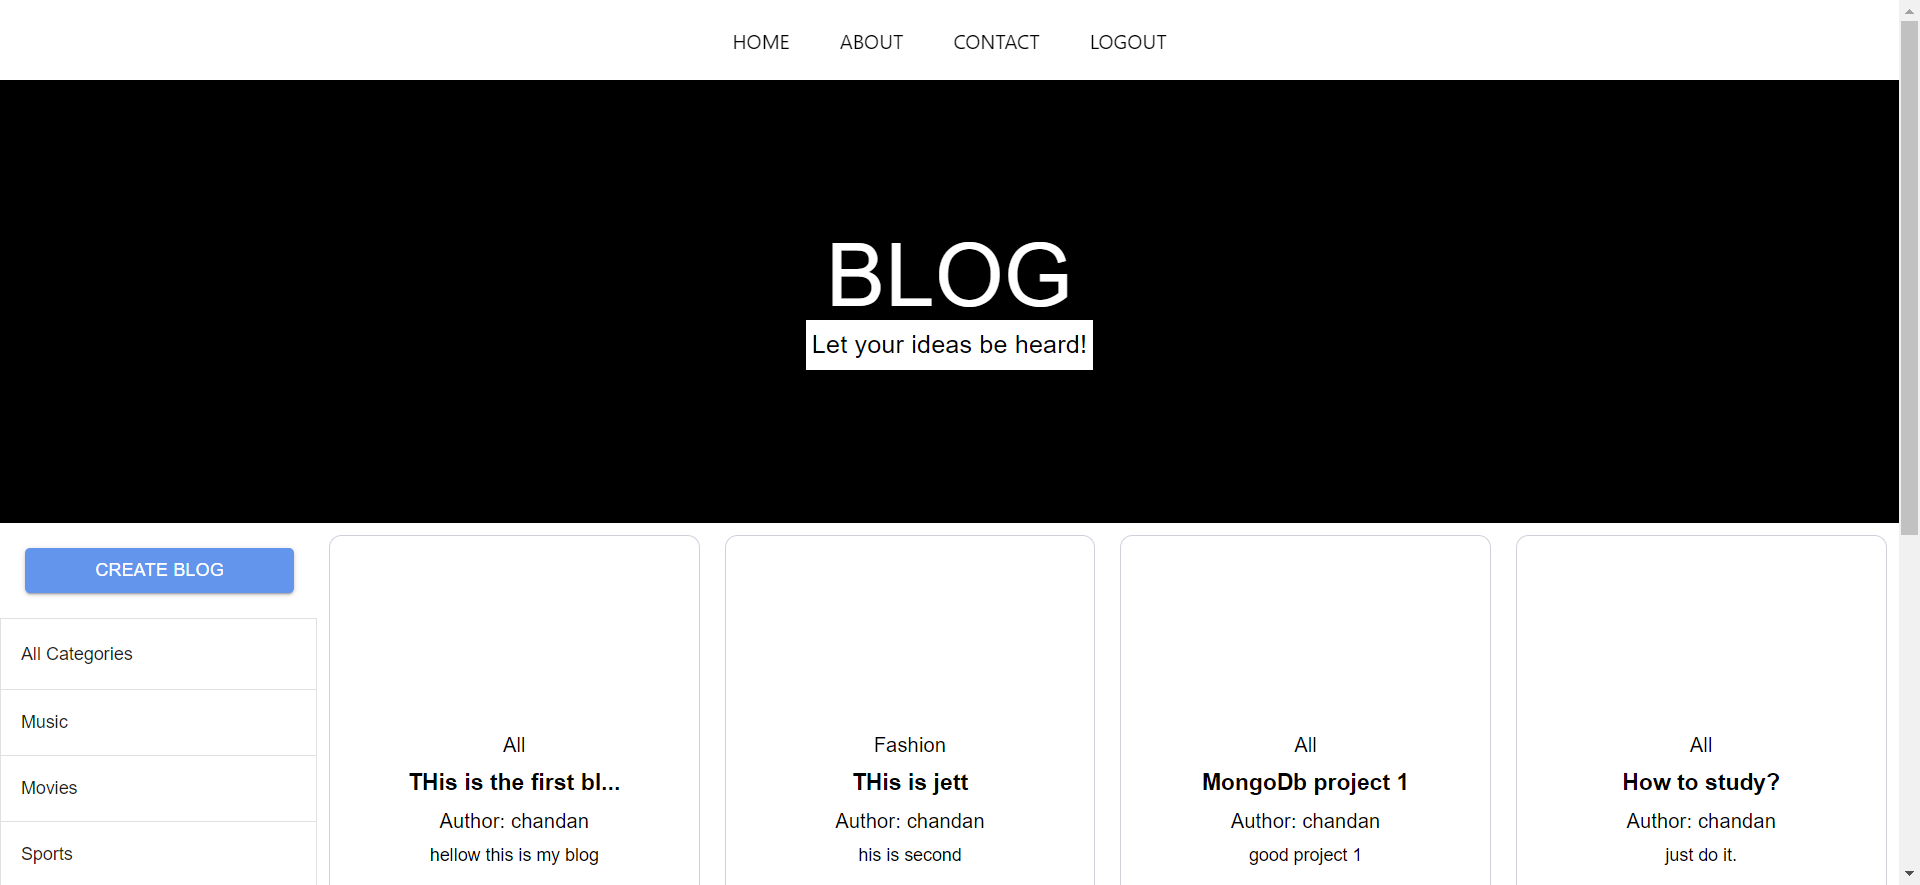 HOME ABOUT CONTACT LOGOUT
BLOG
Let your ideas be heard!
CREATE BLOG
All Categories
Music
Movies
Sports
All
THis is the first bl...
Author: chandan
hellow this is my blog
Fashion
THis is jett
Author: chandan
his is second
All
MongoDb project 1
Author: chandan
good project 1
All
How to study?
Author: chandan
just do it.